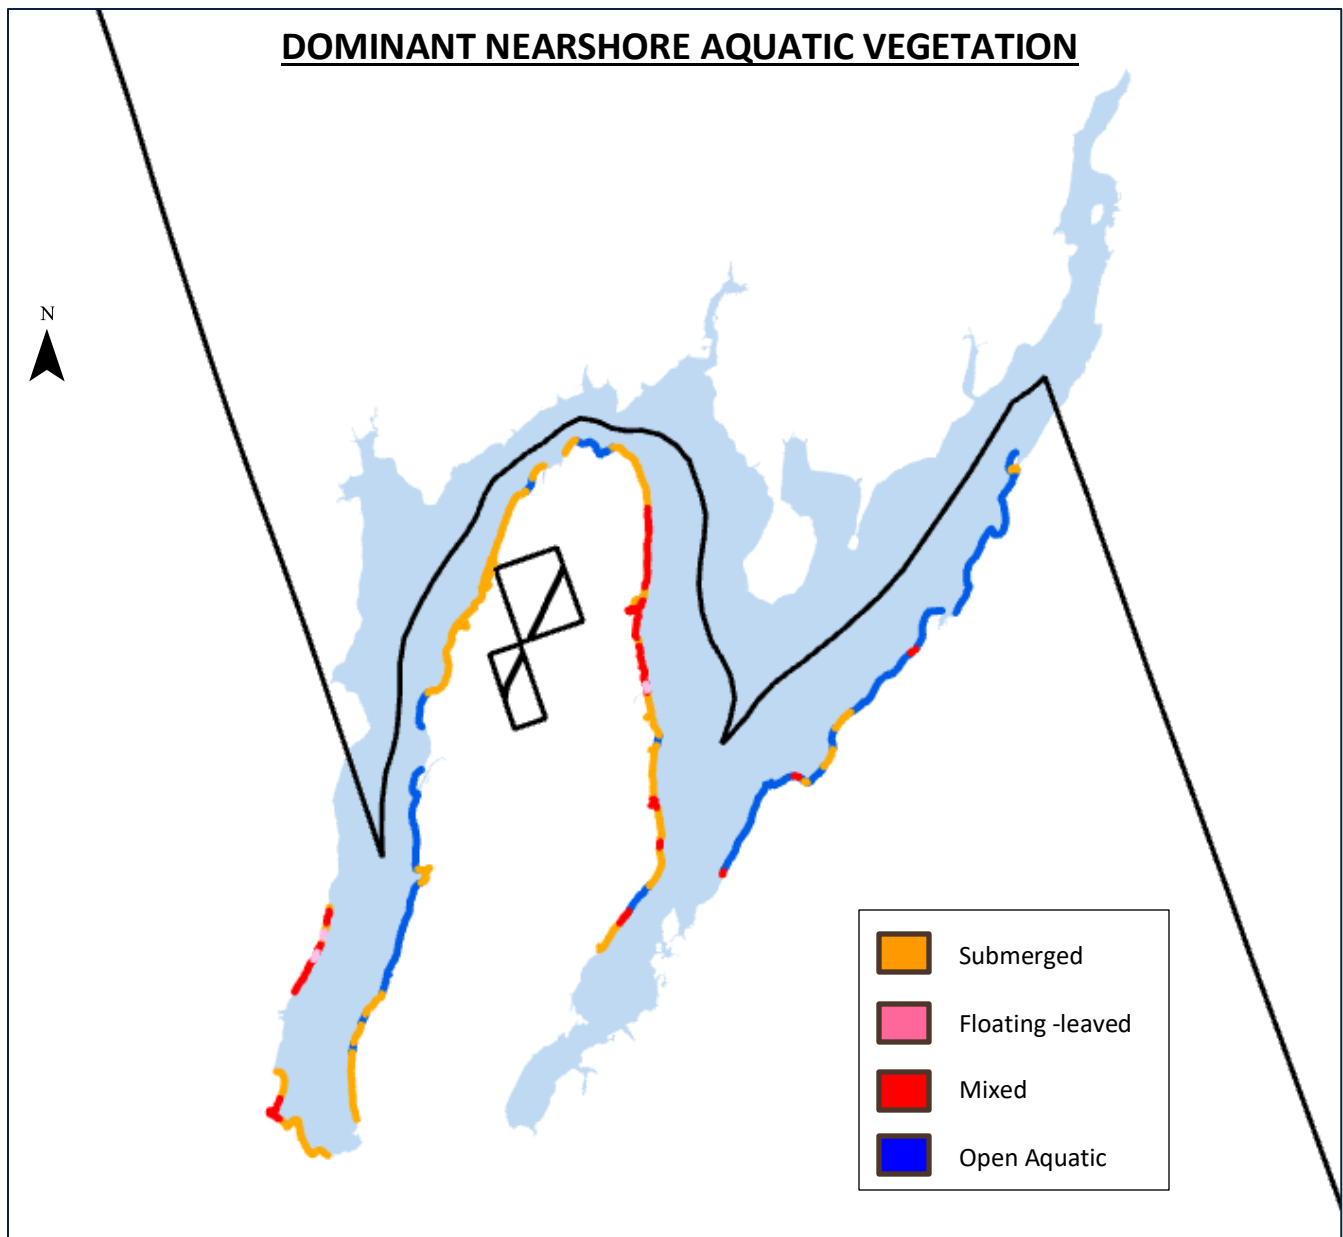 DOMINANT NEARSHORE AQUATIC VEGETATION
N
Submerged
Floating -leaved
Mixed
Open Aquatic